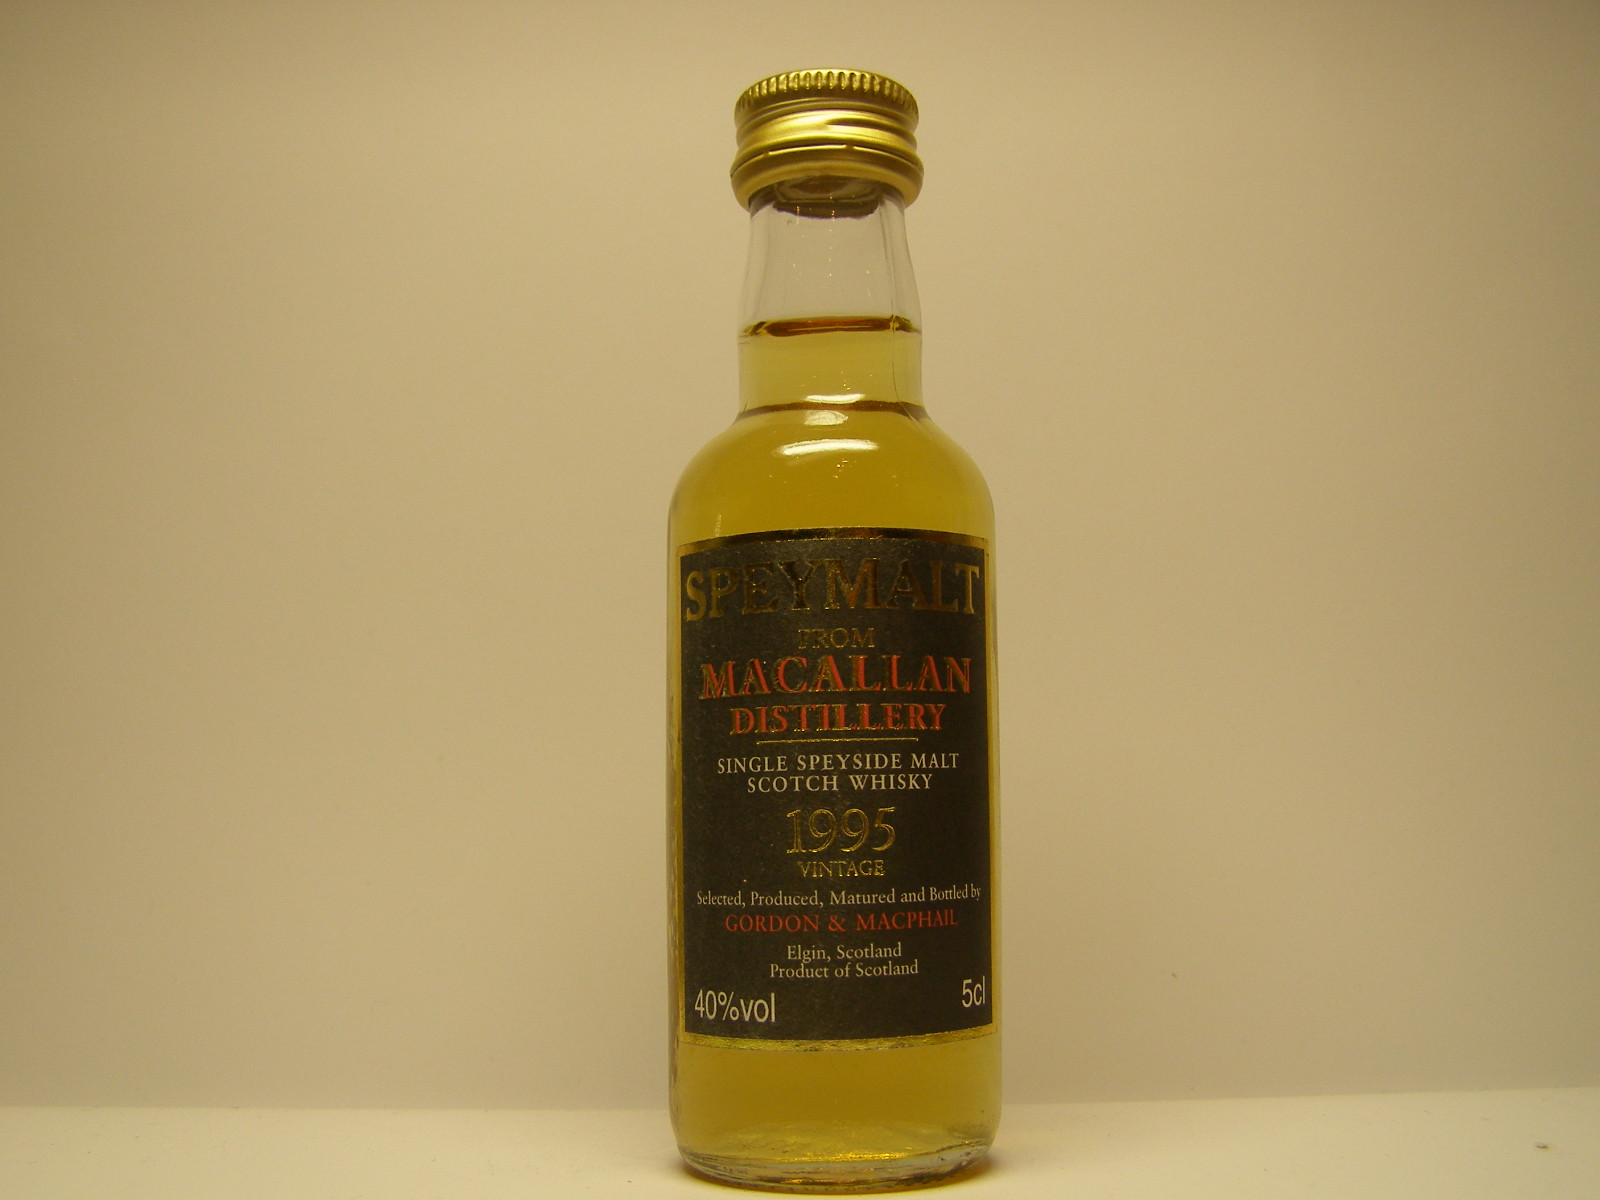 SPEYMALT
FROM
MACALLAN
DISTILLERY
SINGLE SPEYSIDE MALT
SCOTCH WHISKY
1995
VINTAGE
Selected, Produced, Matured and Bottled by
GORDON & MACPHAIL
Elgin, Scotland
Product of Scotland
40%vol
5cl